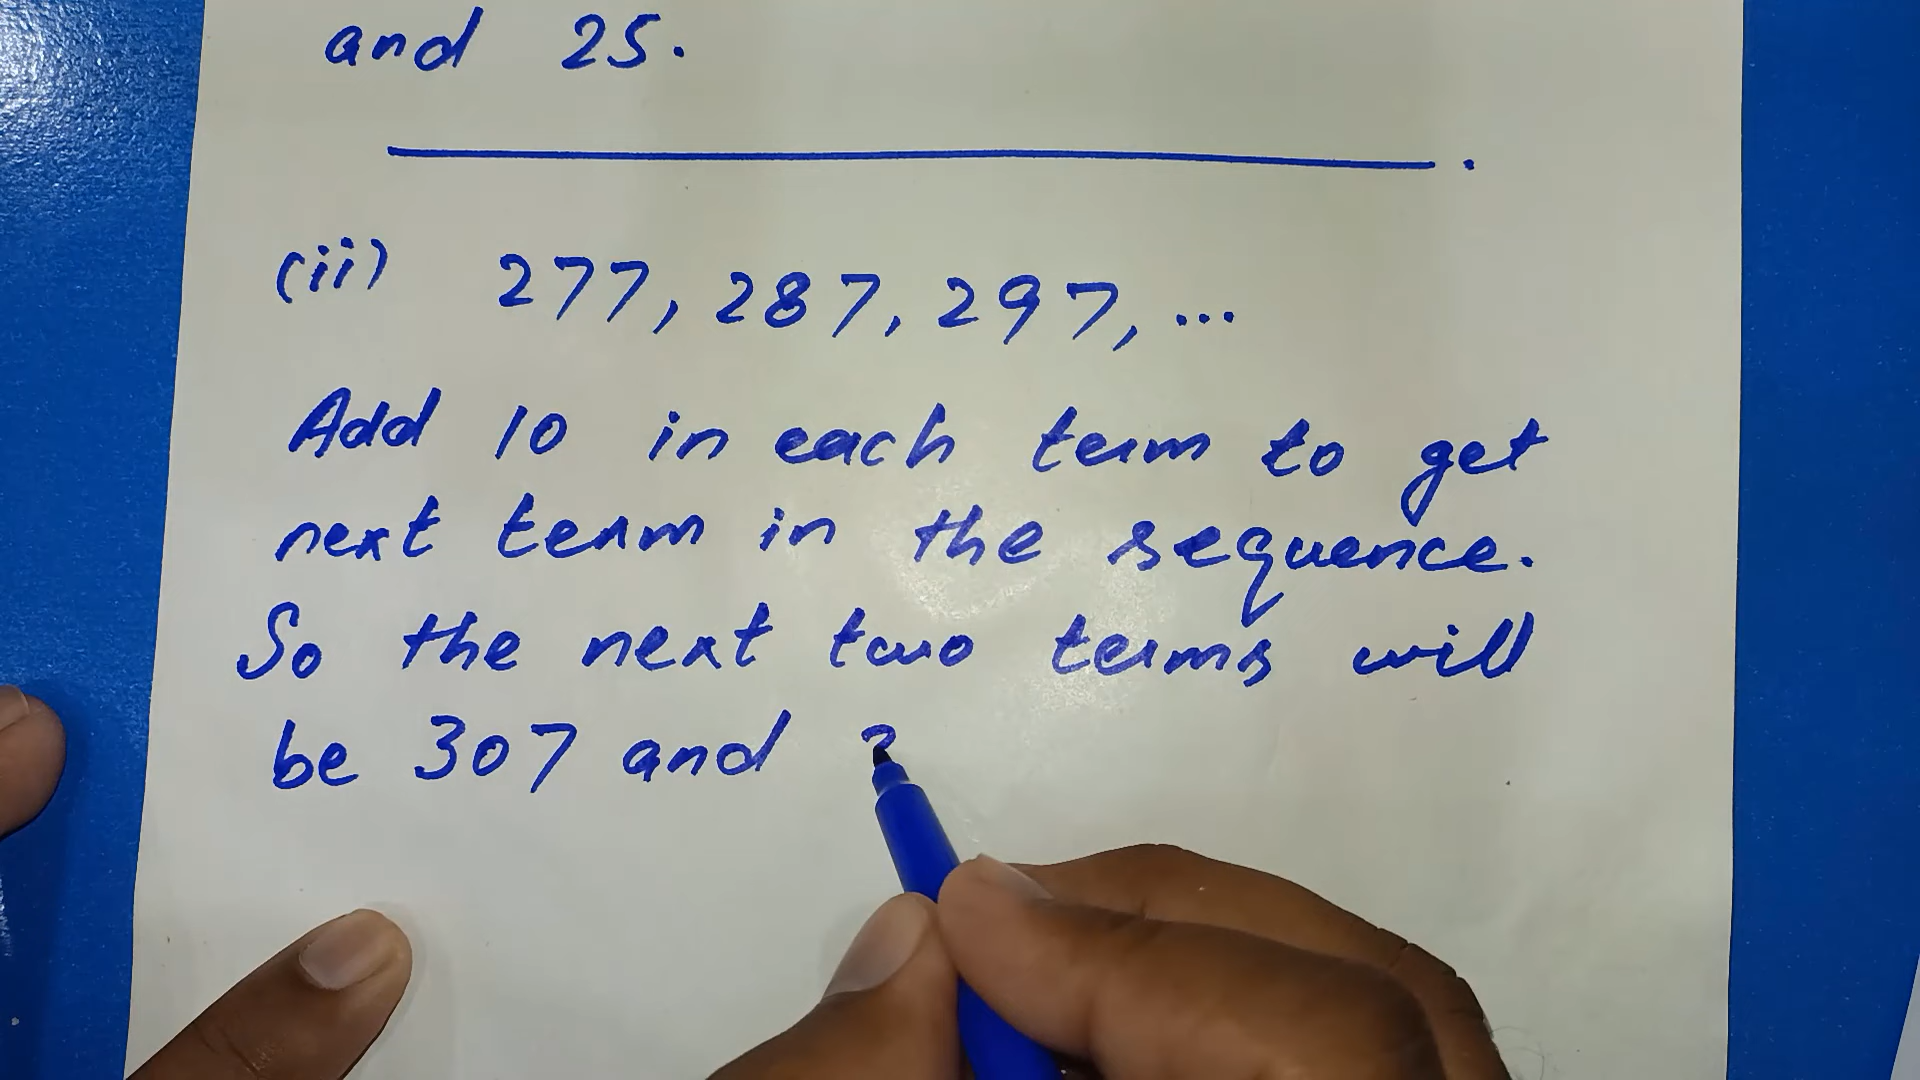 and 25.
(ii) 277, 287, 297, ...
Add 10 in each term to get
next term in the sequence.
So the next two terms will
be 307 and